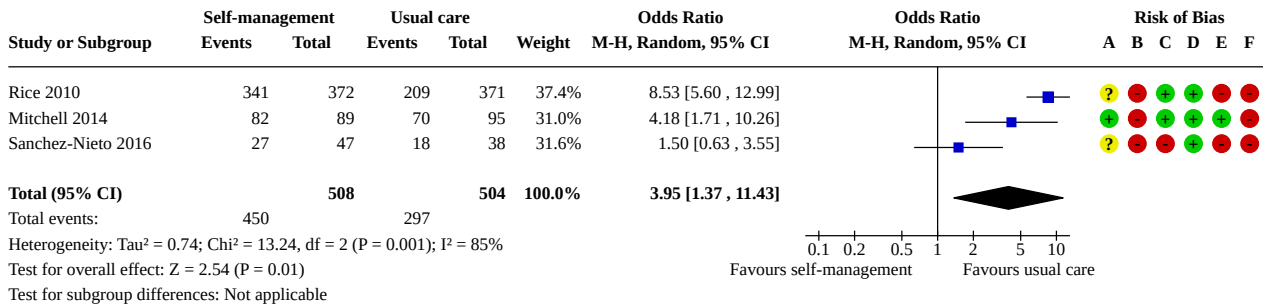 Self-management Usual care Odds Ratio Odds Ratio Risk of Bias
Study or Subgroup Events Total Events Total Weight M-H, Random, 95% CI M-H, Random, 95% CI A B C D E F
Rice 2010 341 372 209 371 37.4% 8.53 [5.60 , 12.99] ? - + + - -
Mitchell 2014 82 89 70 95 31.0% 4.18 [1.71 , 10.26] + - + + + -
Sanchez-Nieto 2016 27 47 18 38 31.6% 1.50 [0.63 , 3.55] ? - - + - -
Total (95% CI) 508 504 100.0% 3.95 [1.37 , 11.43]
Total events: 450 297
Heterogeneity: Tau² = 0.74; Chi² = 13.24, df = 2 (P = 0.001); I² = 85%
0.1 0.2 0.5 1 2 5 10
Test for overall effect: Z = 2.54 (P = 0.01)
Favours self-management Favours usual care
Test for subgroup differences: Not applicable